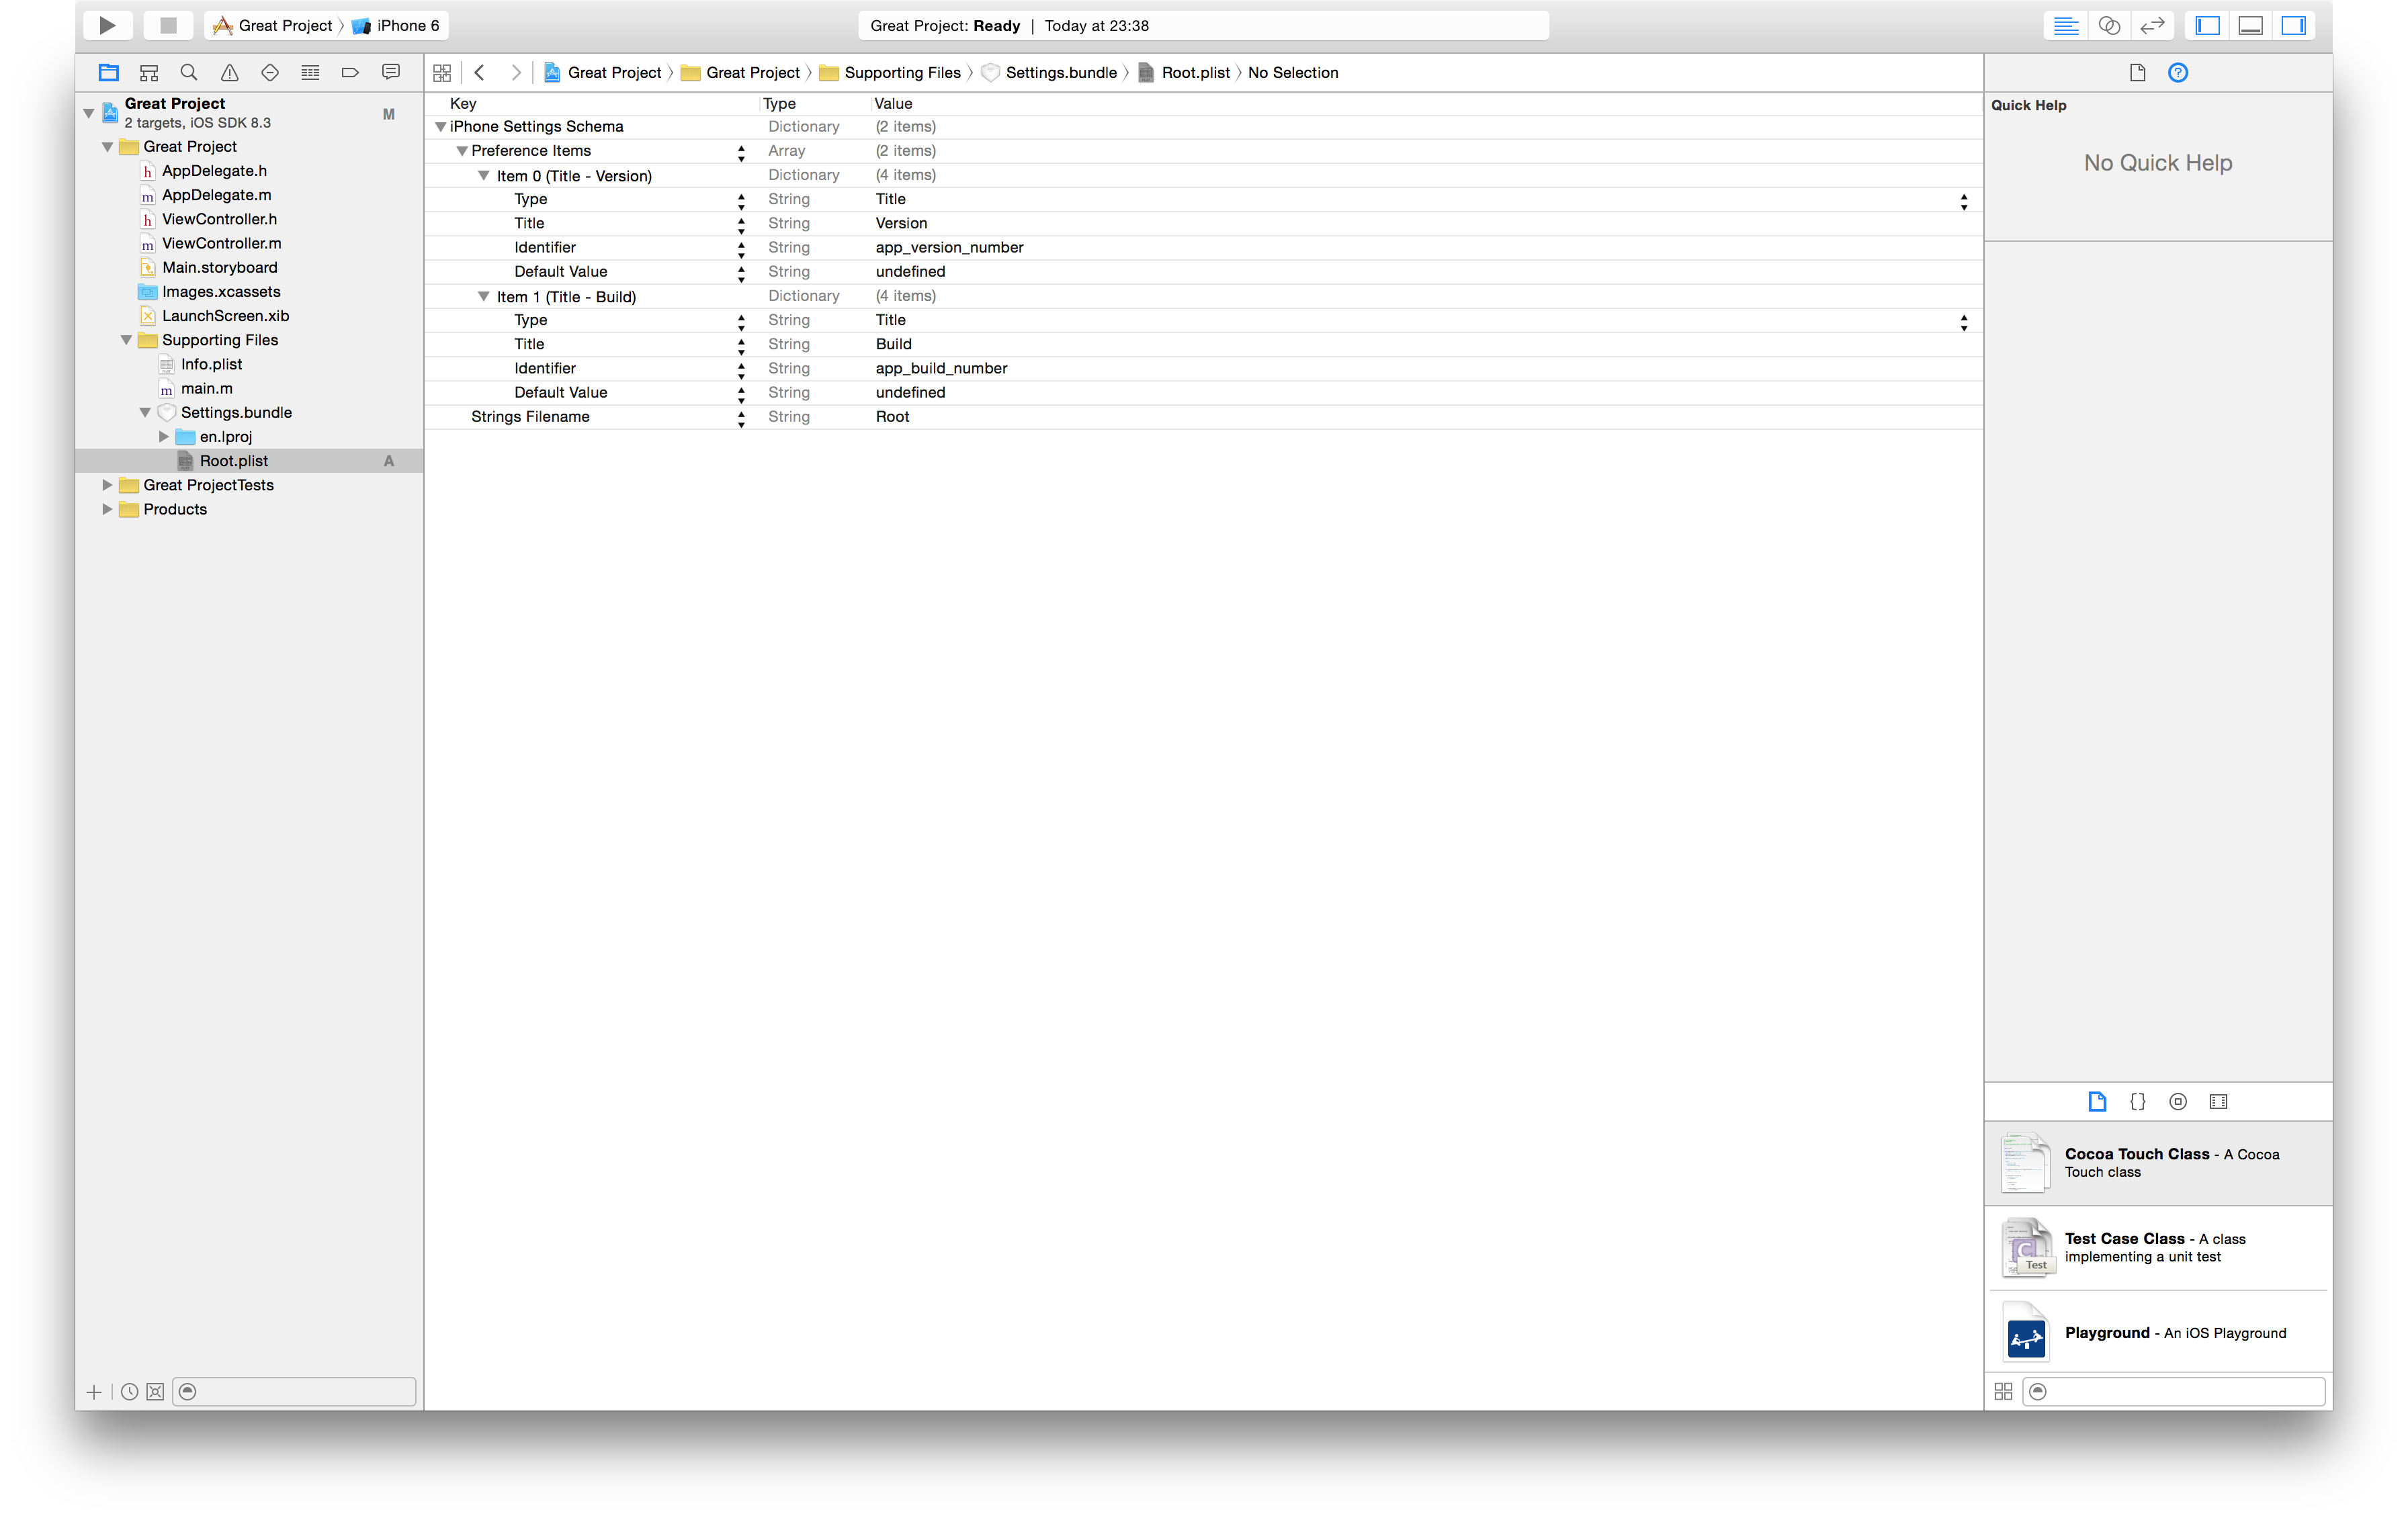 Great Project iPhone 6
Great Project: Ready | Today at 23:38
Great Project Great Project Supporting Files Settings.bundle Root.plist No Selection
Great Project
2 targets, iOS SDK 8.3
M
Great Project
AppDelegate.h
AppDelegate.m
ViewController.h
ViewController.m
Main.storyboard
Images.xcassets
LaunchScreen.xib
Supporting Files
Info.plist
main.m
Settings.bundle
en.lproj
Root.plist A
Great ProjectTests
Products
Key Type Value
iPhone Settings Schema Dictionary (2 items)
Preference Items Array (2 items)
Item 0 (Title - Version) Dictionary (4 items)
Type String Title
Title String Version
Identifier String app_version_number
Default Value String undefined
Item 1 (Title - Build) Dictionary (4 items)
Type String Title
Title String Build
Identifier String app_build_number
Default Value String undefined
Strings Filename String Root
Quick Help
No Quick Help
Cocoa Touch Class - A Cocoa
Touch class
Test Case Class - A class
implementing a unit test
Test
Playground - An iOS Playground